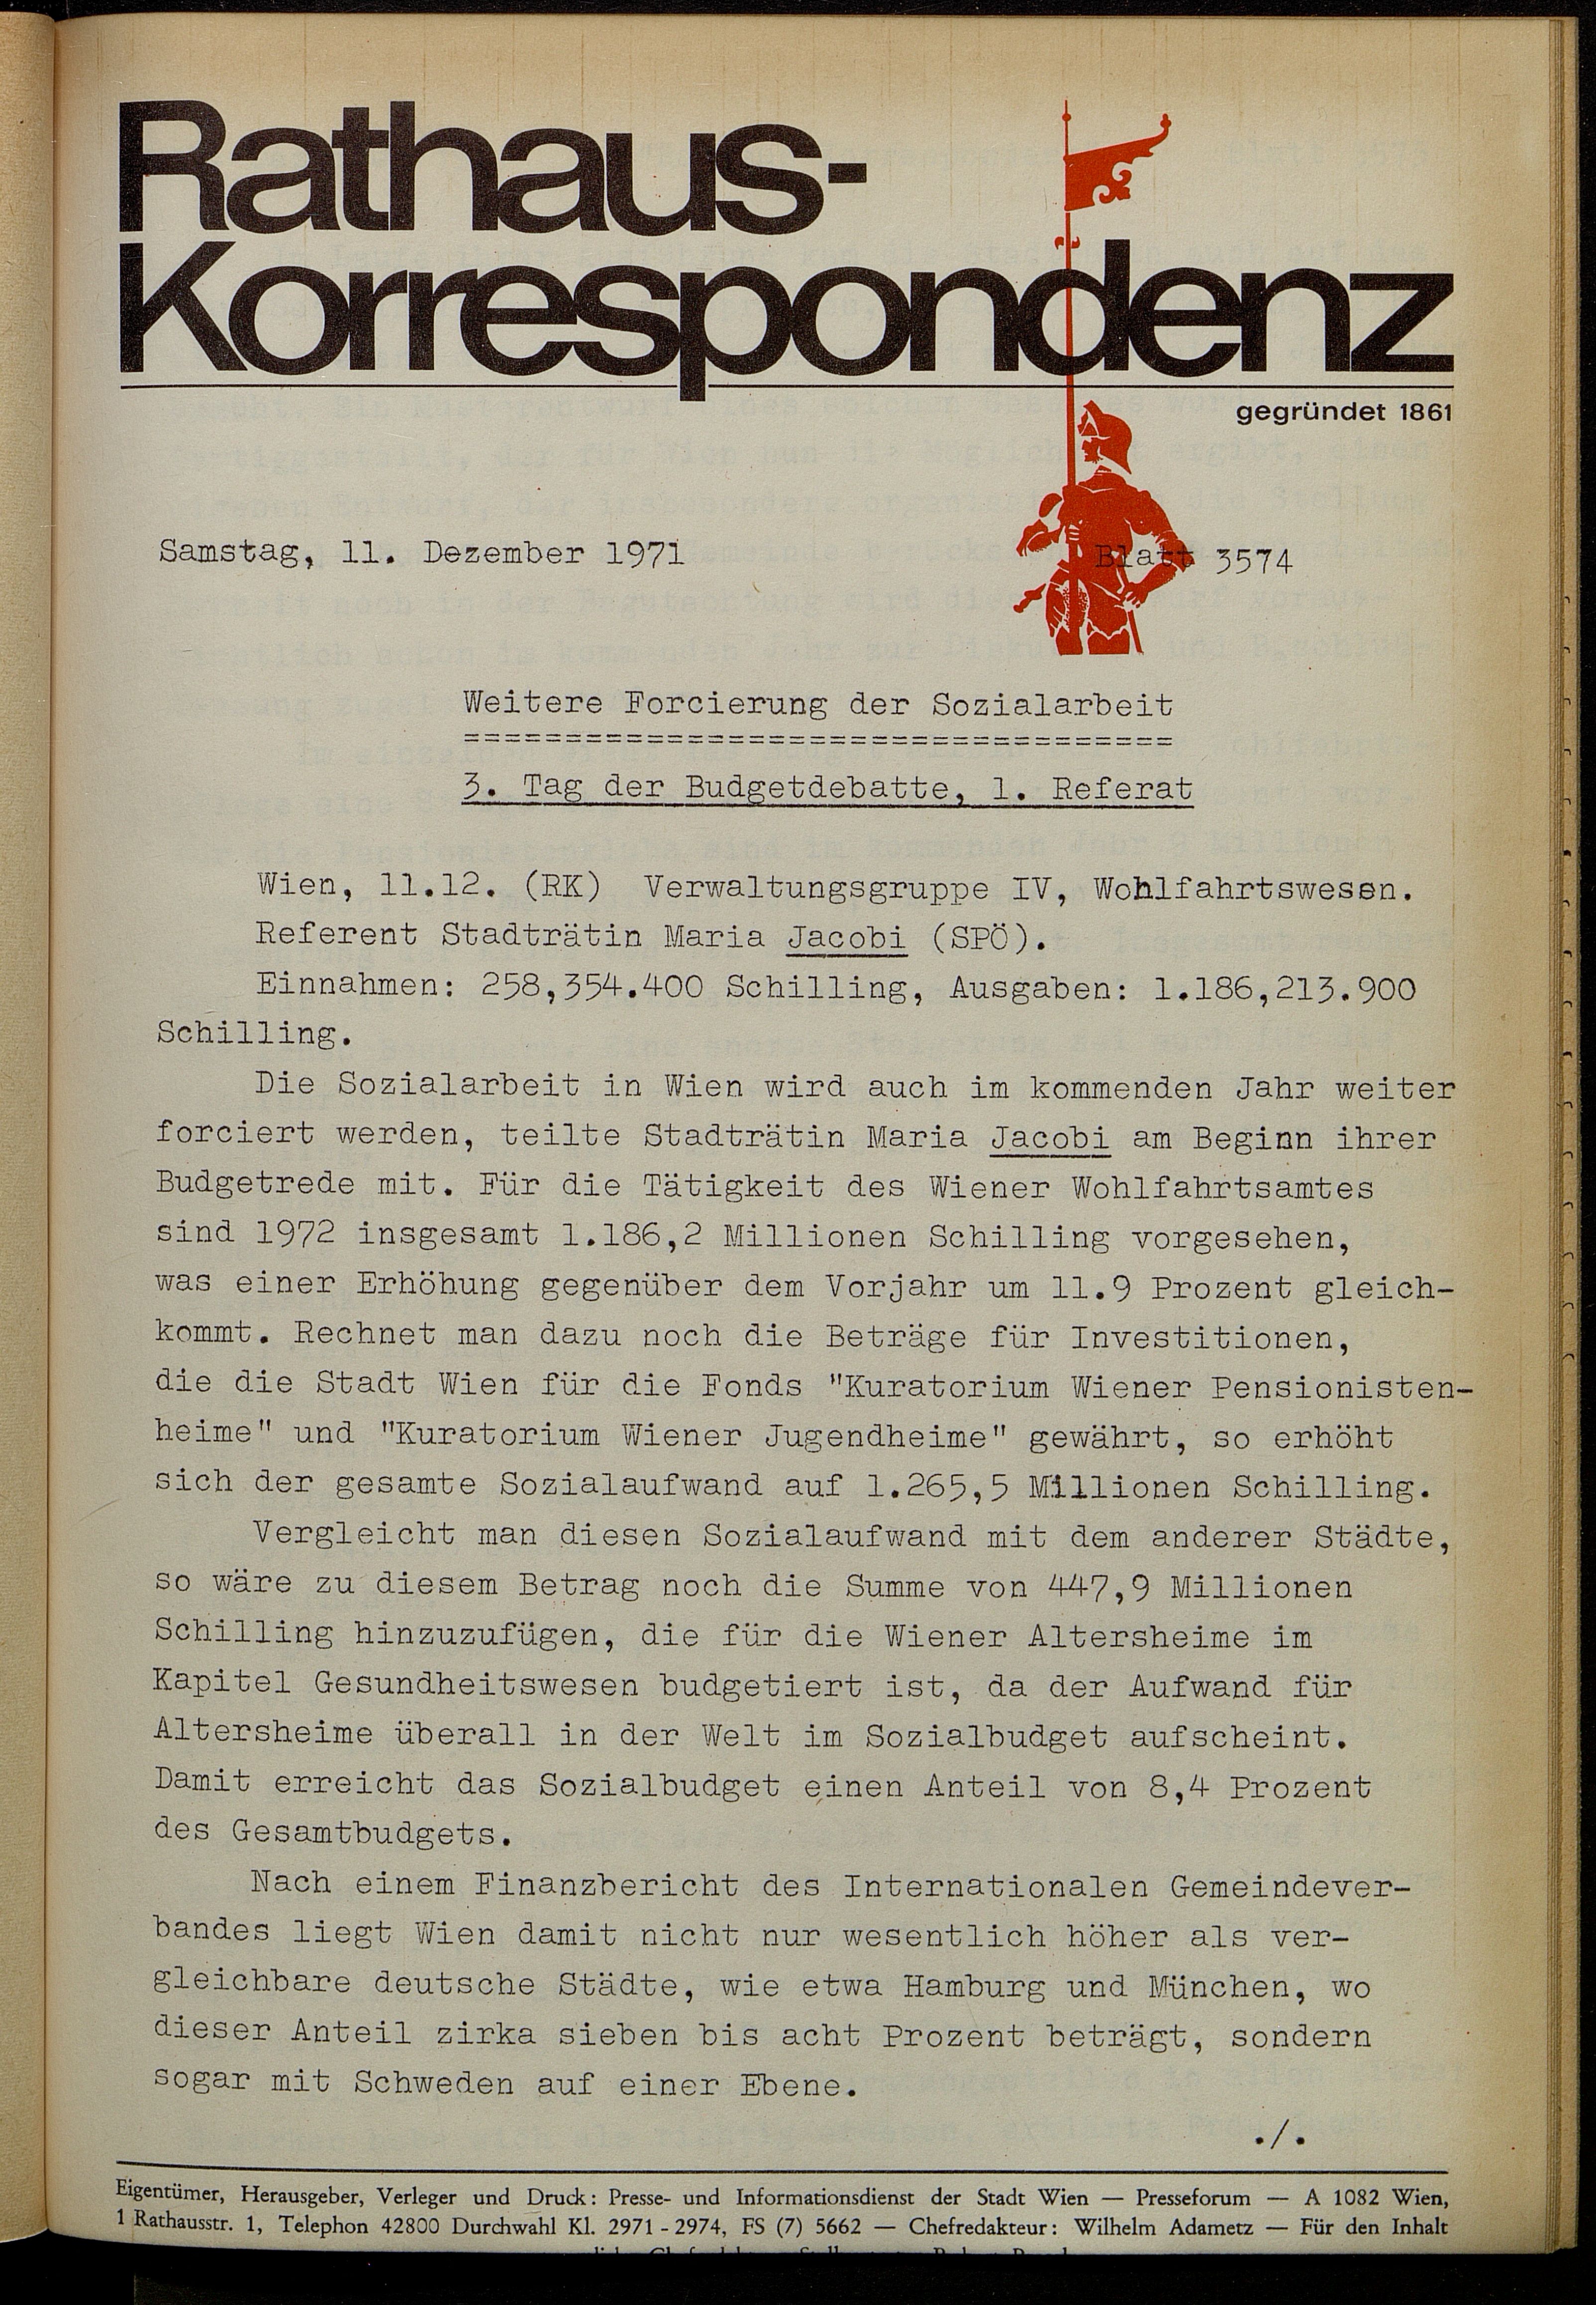 Rathaus-
Korrespondenz
gegründet 1861
Samstag, 11. Dezember 1971 Blatt 3574
Weitere Forcierung der Sozialarbeit
===================================
3. Tag der Budgetdebatte, 1. Referat
Wien, 11.12. (RK) Verwaltungsgruppe IV, Wohlfahrtswesen.
Referent Stadträtin Maria Jacobi (SPÖ).
Einnahmen: 258,354.400 Schilling, Ausgaben: 1.186,213.900
Schilling.
Die Sozialarbeit in Wien wird auch im kommenden Jahr weiter
forciert werden, teilte Stadträtin Maria Jacobi am Beginn ihrer
Budgetrede mit. Für die Tätigkeit des Wiener Wohlfahrtsamtes
sind 1972 insgesamt 1.186,2 Millionen Schilling vorgesehen,
was einer Erhöhung gegenüber dem Vorjahr um 11.9 Prozent gleich-
kommt. Rechnet man dazu noch die Beträge für Investitionen,
die die Stadt Wien für die Fonds "Kuratorium Wiener Pensionisten-
heime" und "Kuratorium Wiener Jugendheime" gewährt, so erhöht
sich der gesamte Sozialaufwand auf 1.265,5 Millionen Schilling.
Vergleicht man diesen Sozialaufwand mit dem anderer Städte,
so wäre zu diesem Betrag noch die Summe von 447,9 Millionen
Schilling hinzuzufügen, die für die Wiener Altersheime im
Kapitel Gesundheitswesen budgetiert ist, da der Aufwand für
Altersheime überall in der Welt im Sozialbudget aufscheint.
Damit erreicht das Sozialbudget einen Anteil von 8,4 Prozent
des Gesamtbudgets.
Nach einem Finanzbericht des Internationalen Gemeindever-
bandes liegt Wien damit nicht nur wesentlich höher als ver-
gleichbare deutsche Städte, wie etwa Hamburg und München, wo
dieser Anteil zirka sieben bis acht Prozent beträgt, sondern
sogar mit Schweden auf einer Ebene.
./.
Eigentümer, Herausgeber, Verleger und Druck: Presse- und Informationsdienst der Stadt Wien — Presseforum — A 1082 Wien,
1 Rathausstr. 1, Telephon 42800 Durchwahl Kl. 2971 - 2974, FS (7) 5662 — Chefredakteur: Wilhelm Adametz — Für den Inhalt